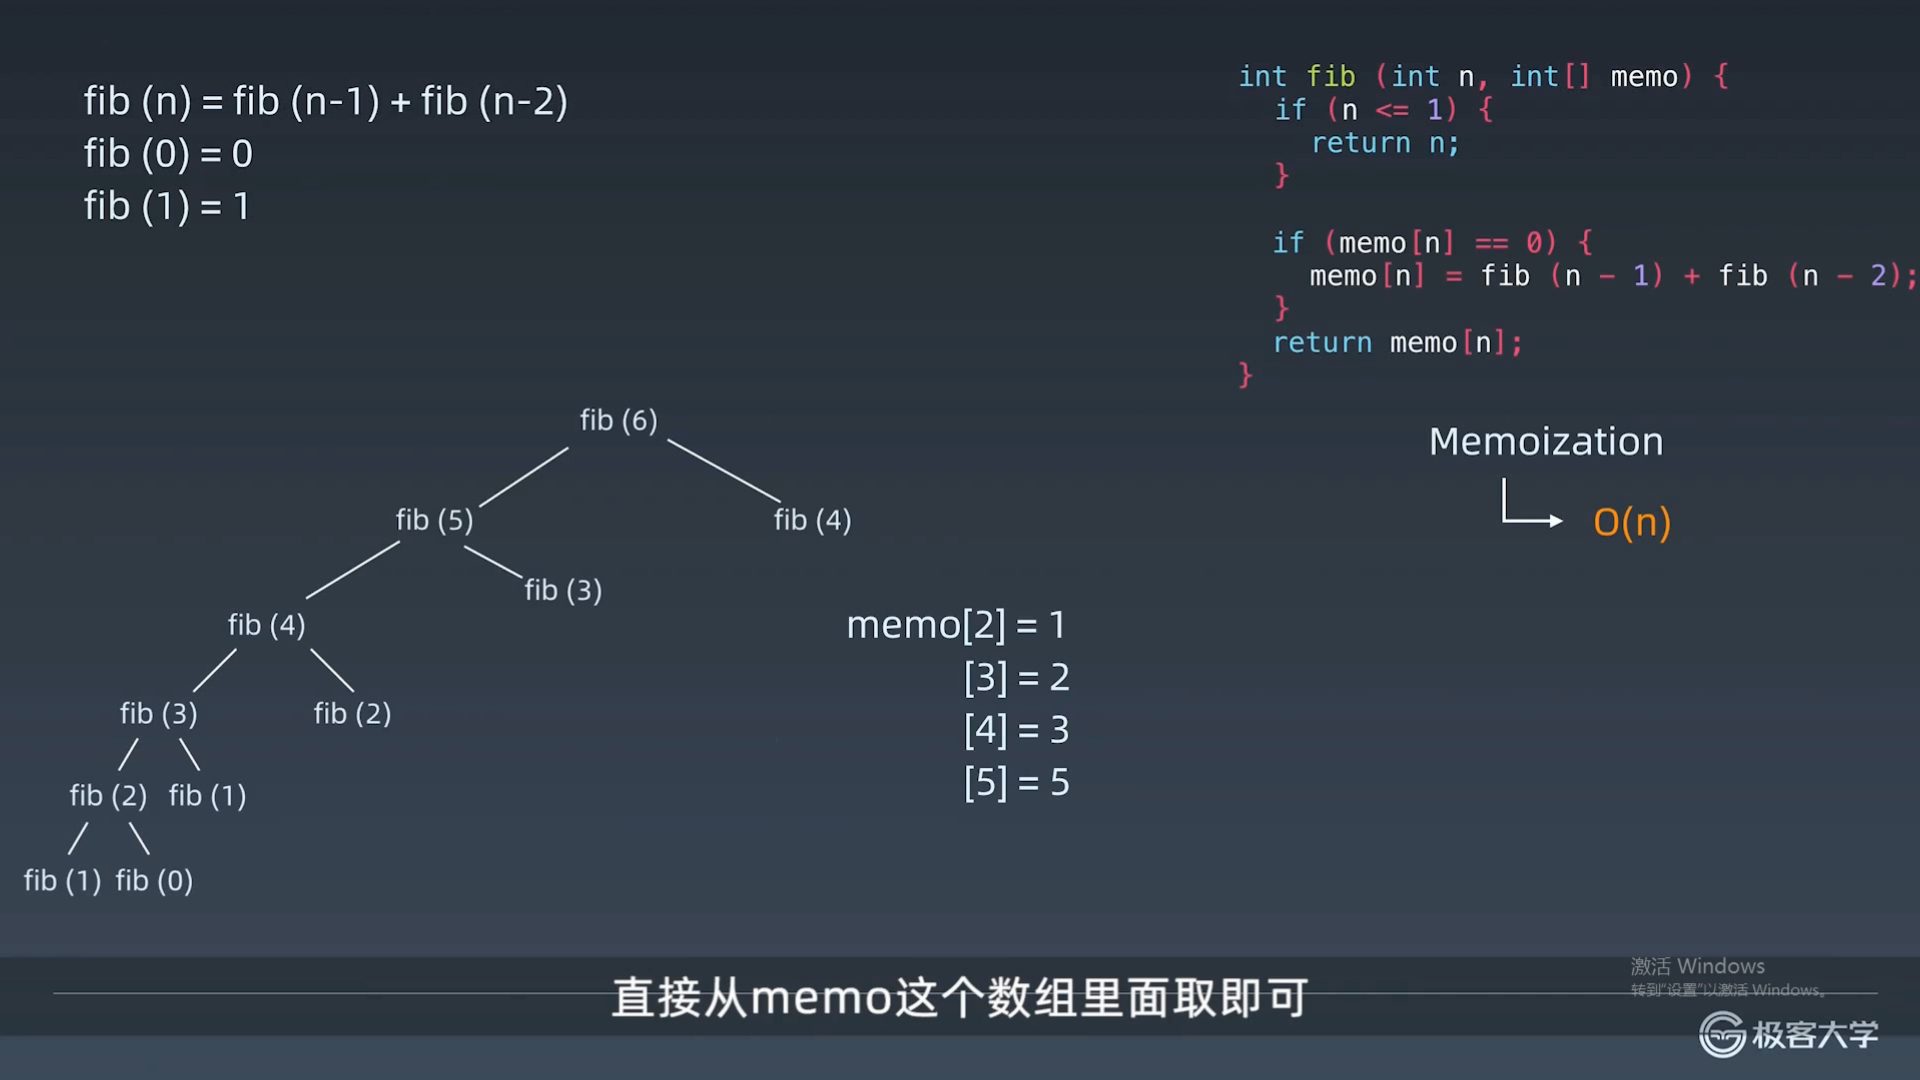 fib (n) = fib (n-1) + fib (n-2)
fib (0) = 0
fib (1) = 1
int fib (int n, int[] memo) {
if (n <= 1) {
return n;
}
if (memo[n] == 0) {
memo[n] = fib (n - 1) + fib (n - 2);
}
return memo[n];
}
Memoization
O(n)
fib (6)
fib (5)
fib (4)
fib (3)
fib (4)
fib (3)
fib (2)
fib (2)
fib (1)
fib (1)
fib (0)
memo[2] = 1
[3] = 2
[4] = 3
[5] = 5
直接从memo这个数组里面取即可
激活 Windows
转到"设置"以激活 Windows。
极客大学